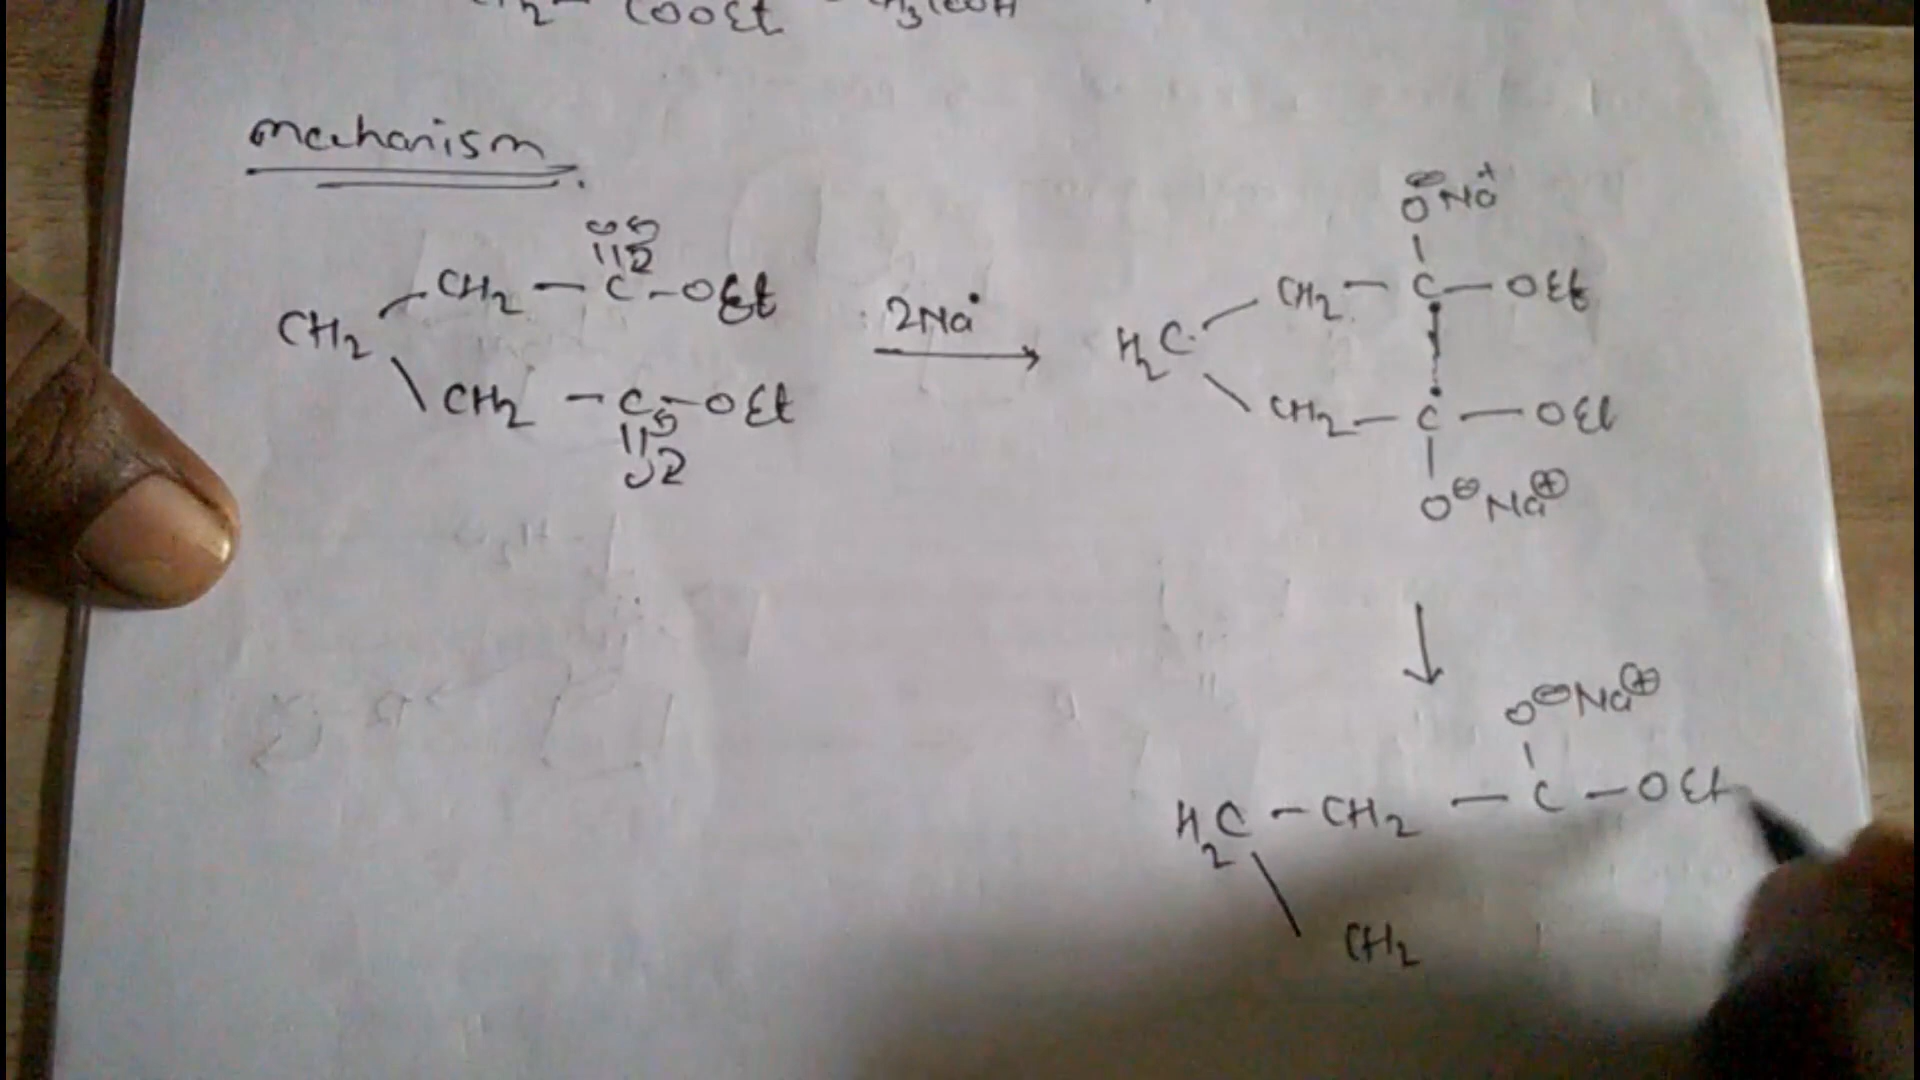 COOEt
mechanism
CH2 — C — OEt
CH2
CH2 — C — OEt
2Na•
O⊖ Na+
CH2 — C — OEt
H2C
CH2 — C — OEt
O⊖ Na⊕
O⊖ Na⊕
H2C — CH2 — C — OEt
CH2